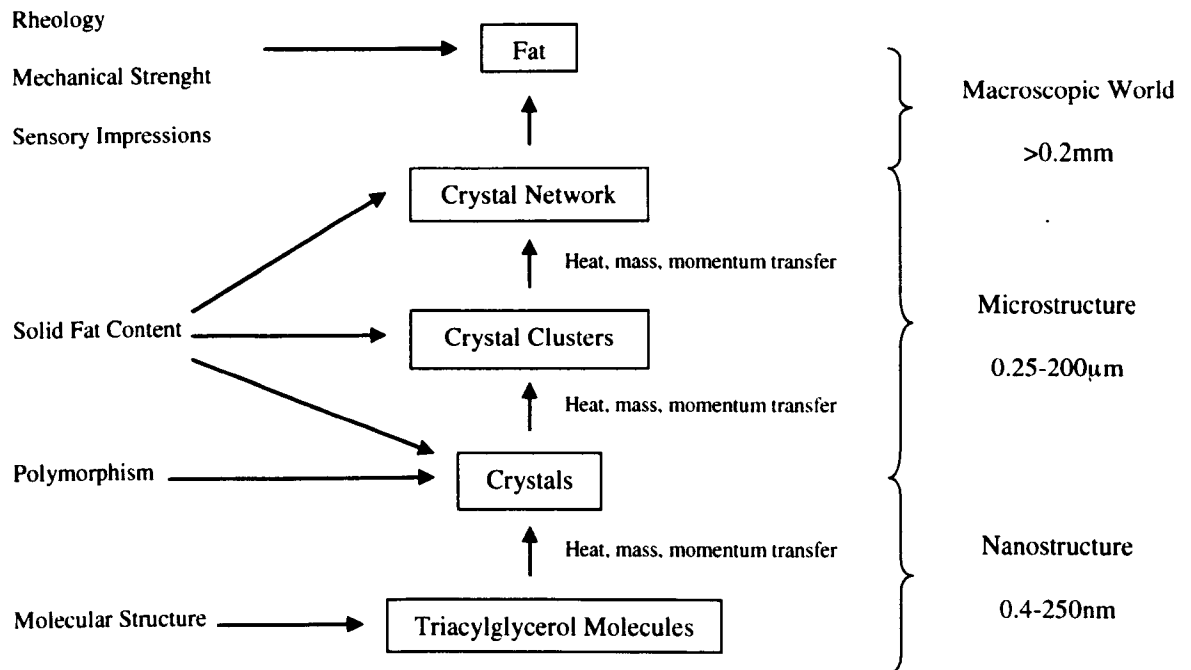 Rheology
Fat
Mechanical Strenght
Macroscopic World
Sensory Impressions
>0.2mm
Crystal Network
Heat, mass, momentum transfer
Microstructure
Solid Fat Content
Crystal Clusters
0.25-200μm
Heat, mass, momentum transfer
Polymorphism
Crystals
Heat, mass, momentum transfer
Nanostructure
0.4-250nm
Molecular Structure
Triacylglycerol Molecules